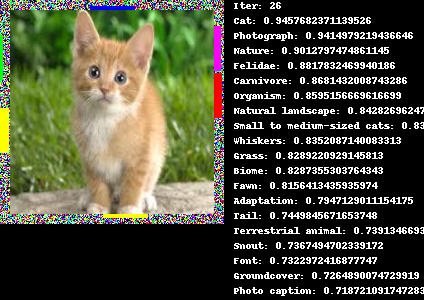 Iter: 26
Cat: 0.9457682371139526
Photograph: 0.9414979219436646
Nature: 0.9012797474861145
Felidae: 0.8817832469940186
Carnivore: 0.8681432008743286
Organism: 0.8595156669616699
Natural landscape: 0.84282696247
Small to medium-sized cats: 0.83
Whiskers: 0.8352087140083313
Grass: 0.8289220929145813
Biome: 0.8287355303764343
Fawn: 0.8156413435935974
Adaptation: 0.7947129011154175
Tail: 0.7449845671653748
Terrestrial animal: 0.7391346693
Snout: 0.7367494702339172
Font: 0.7322972416877747
Groundcover: 0.7264890074729919
Photo caption: 0.718721091747283